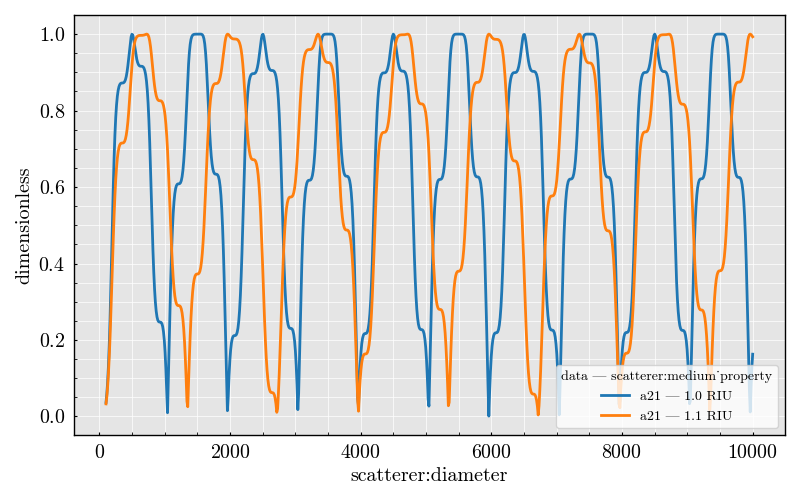 1.0
0.8
0.6
0.4
0.2
0.0
dimensionless
0 2000 4000 6000 8000 10000
scatterer:diameter
data — scatterer:medium˙property
a21 — 1.0 RIU
a21 — 1.1 RIU